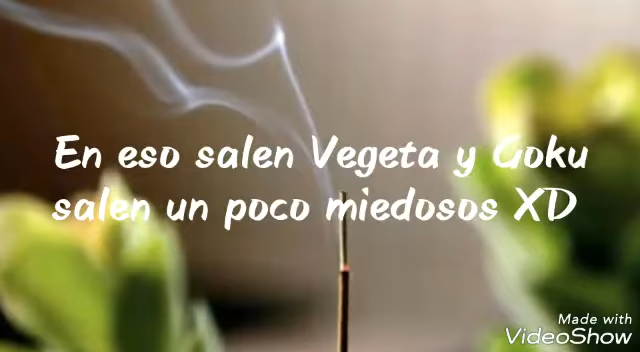 En eso salen Vegeta y Goku
salen un poco miedosos XD
Made with
VideoShow